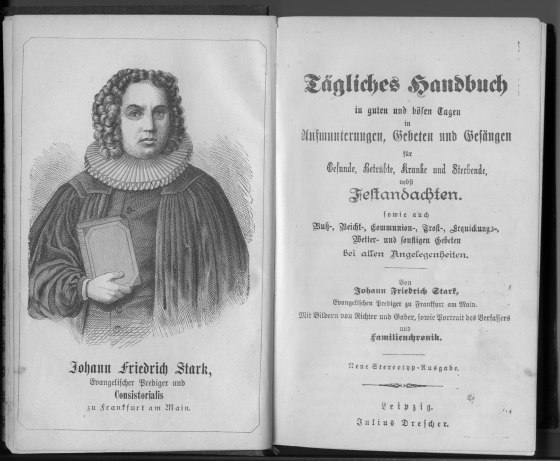 Johann Friedrich Stark,
Evangelischer Prediger und
Consistorialis
zu Frankfurt am Main.
Tägliches Handbuch
in guten und bösen Tagen
in
Aufmunterungen, Gebeten und Gesängen
für
Gesunde, Betrübte, Kranke und Sterbende,
nebst
Festandachten.
sowie auch
Buß-, Beicht-, Communion-, Trost-, Erquickungs-,
Wetter- und sonstigen Gebeten
bei allen Angelegenheiten.
Von
Johann Friedrich Stark,
Evangelischen Prediger zu Frankfurt am Main.
Mit Bildern von Richter und Gaber, sowie Portrait des Verfassers
und
Familienchronik.
Neue Stereotyp-Ausgabe.
Leipzig.
Julius Drescher.